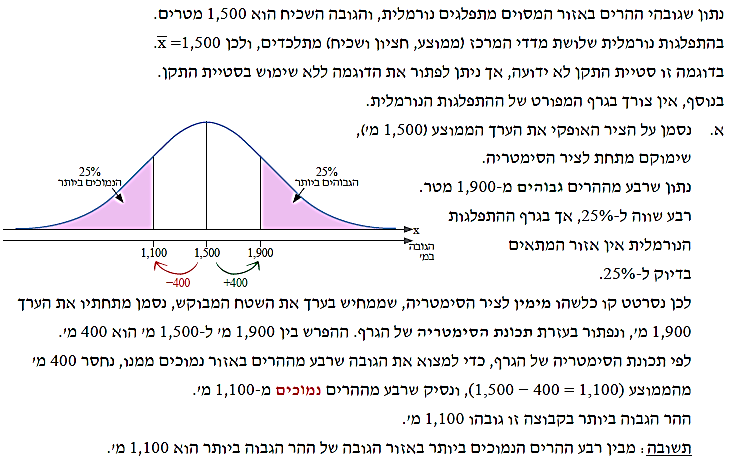 נתון שגובהי ההרים באזור המסוים מתפלגים נורמלית, והגובה השכיח הוא 1,500 מטרים.
בהתפלגות נורמלית שלושת מדדי המרכז (ממוצע, חציון ושכיח) מתלכדים, ולכן x̄ =1,500.
בדוגמה זו סטיית התקן לא ידועה, אך ניתן לפתור את הדוגמה ללא שימוש בסטיית התקן.
בנוסף, אין צורך בגרף המפורט של ההתפלגות הנורמלית.
א. נסמן על הציר האופקי את הערך הממוצע (1,500 מ'),
שימוקם מתחת לציר הסימטריה.
נתון שרבע מההרים גבוהים מ-1,900 מטר.
רבע שווה ל-25%, אך בגרף ההתפלגות
הנורמלית אין אזור המתאים
בדיוק ל-25%.
25%
הגבוהים ביותר
25%
הנמוכים ביותר
x
הגובה
במ'
1,100 1,500 1,900
−400 +400
לכן נסרטט קו כלשהו מימין לציר הסימטריה, שממחיש בערך את השטח המבוקש, נסמן מתחתיו את הערך
1,900 מ', ונפתור בעזרת תכונת הסימטריה של הגרף. ההפרש בין 1,900 מ' ל-1,500 מ' הוא 400 מ'.
לפי תכונת הסימטריה של הגרף, כדי למצוא את הגובה שרבע מההרים באזור נמוכים ממנו, נחסר 400 מ'
מהממוצע (1,500 − 400 = 1,100), ונסיק שרבע מההרים נמוכים מ-1,100 מ'.
ההר הגבוה ביותר בקבוצה זו גובהו 1,100 מ'.
תשובה: מבין רבע ההרים הנמוכים ביותר באזור הגובה של ההר הגבוה ביותר הוא 1,100 מ'.